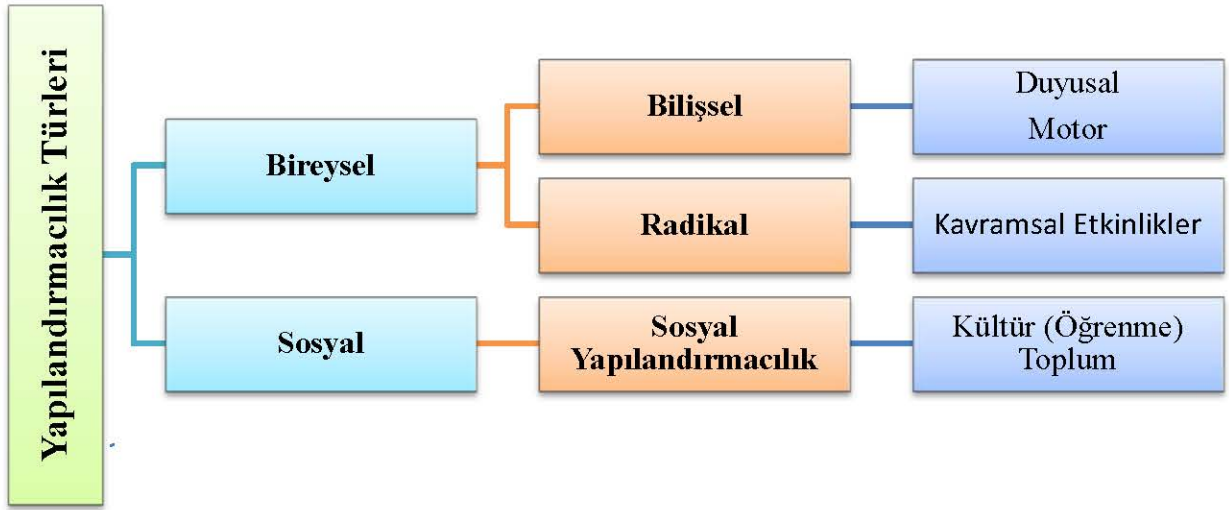 Yapılandırmacılık Türleri
Bireysel
Bilişsel
Duyusal
Motor
Radikal
Kavramsal Etkinlikler
Sosyal
Sosyal
Yapılandırmacılık
Kültür (Öğrenme)
Toplum